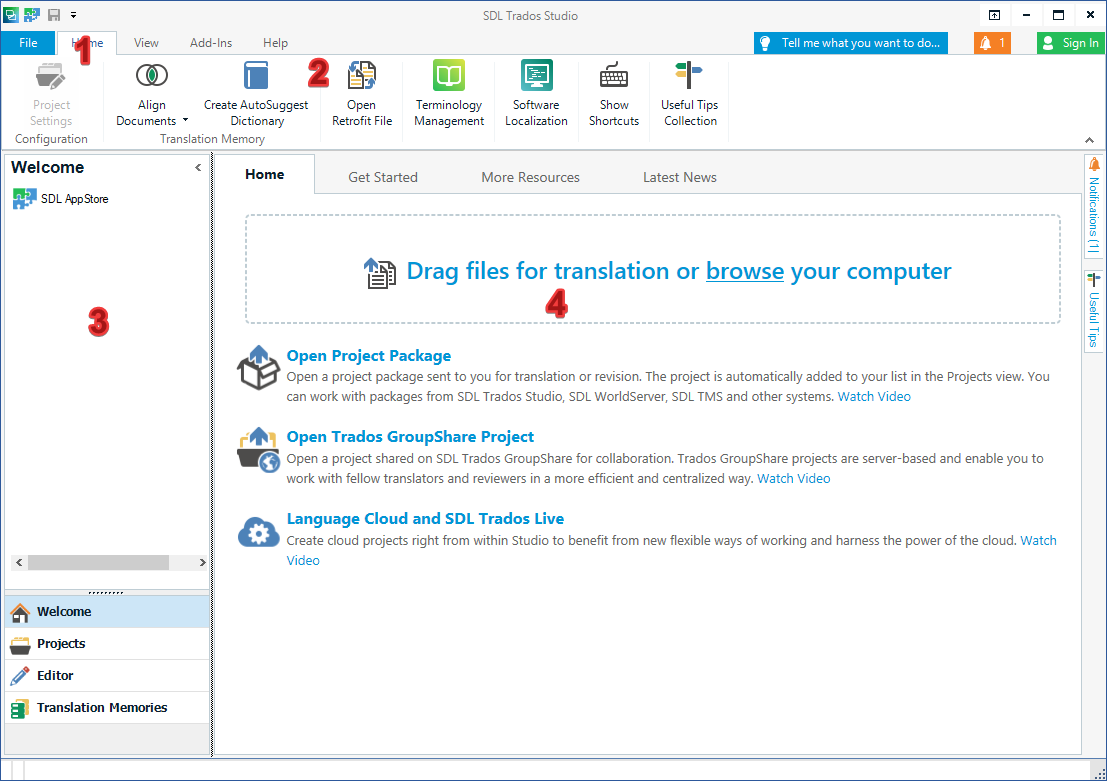 SDL Trados Studio
File
Home
View
Add-Ins
Help
Tell me what you want to do...
1
Sign In
1
2
Project
Settings
Configuration
Align
Documents
Create AutoSuggest
Dictionary
Translation Memory
Open
Retrofit File
Terminology
Management
Software
Localization
Show
Shortcuts
Useful Tips
Collection
Welcome
SDL AppStore
3
Welcome
Projects
Editor
Translation Memories
Home
Get Started
More Resources
Latest News
Drag files for translation or browse your computer
4
Open Project Package
Open a project package sent to you for translation or revision. The project is automatically added to your list in the Projects view. You
can work with packages from SDL Trados Studio, SDL WorldServer, SDL TMS and other systems. Watch Video
Open Trados GroupShare Project
Open a project shared on SDL Trados GroupShare for collaboration. Trados GroupShare projects are server-based and enable you to
work with fellow translators and reviewers in a more efficient and centralized way. Watch Video
Language Cloud and SDL Trados Live
Create cloud projects right from within Studio to benefit from new flexible ways of working and harness the power of the cloud. Watch
Video
Notifications (1)
Useful Tips